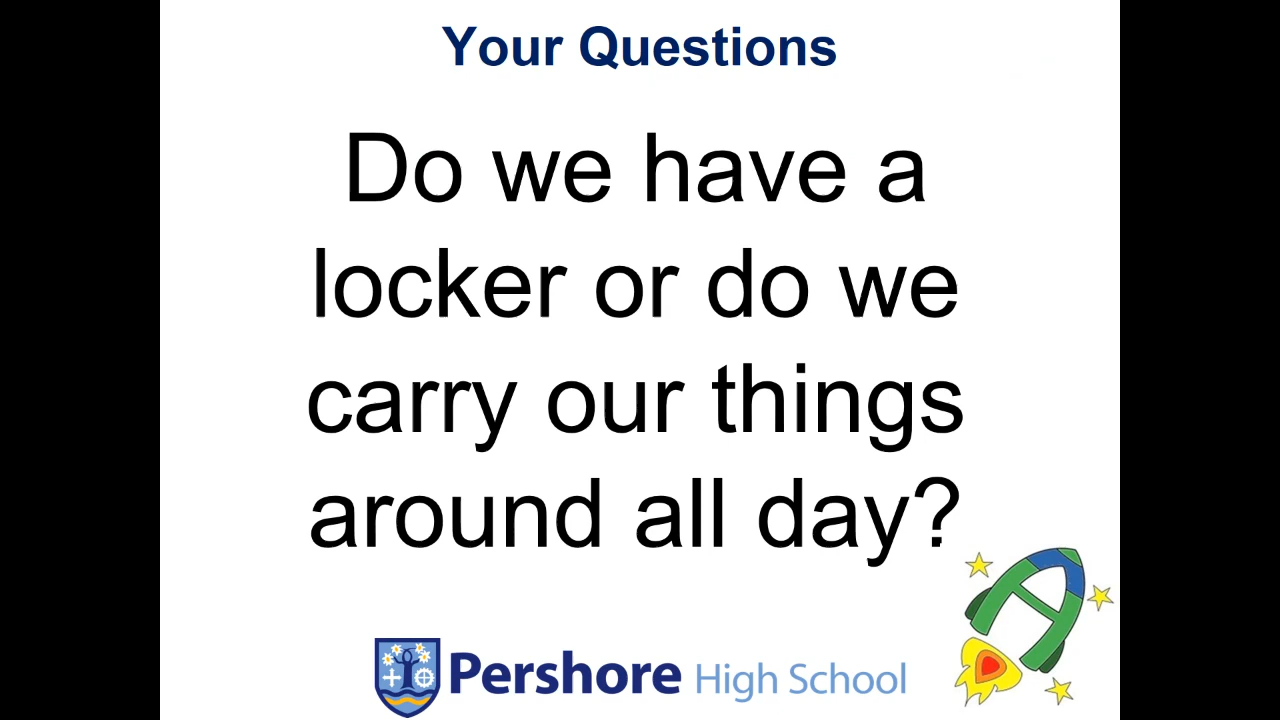 Your Questions
Do we have a
locker or do we
carry our things
around all day?
Pershore High School